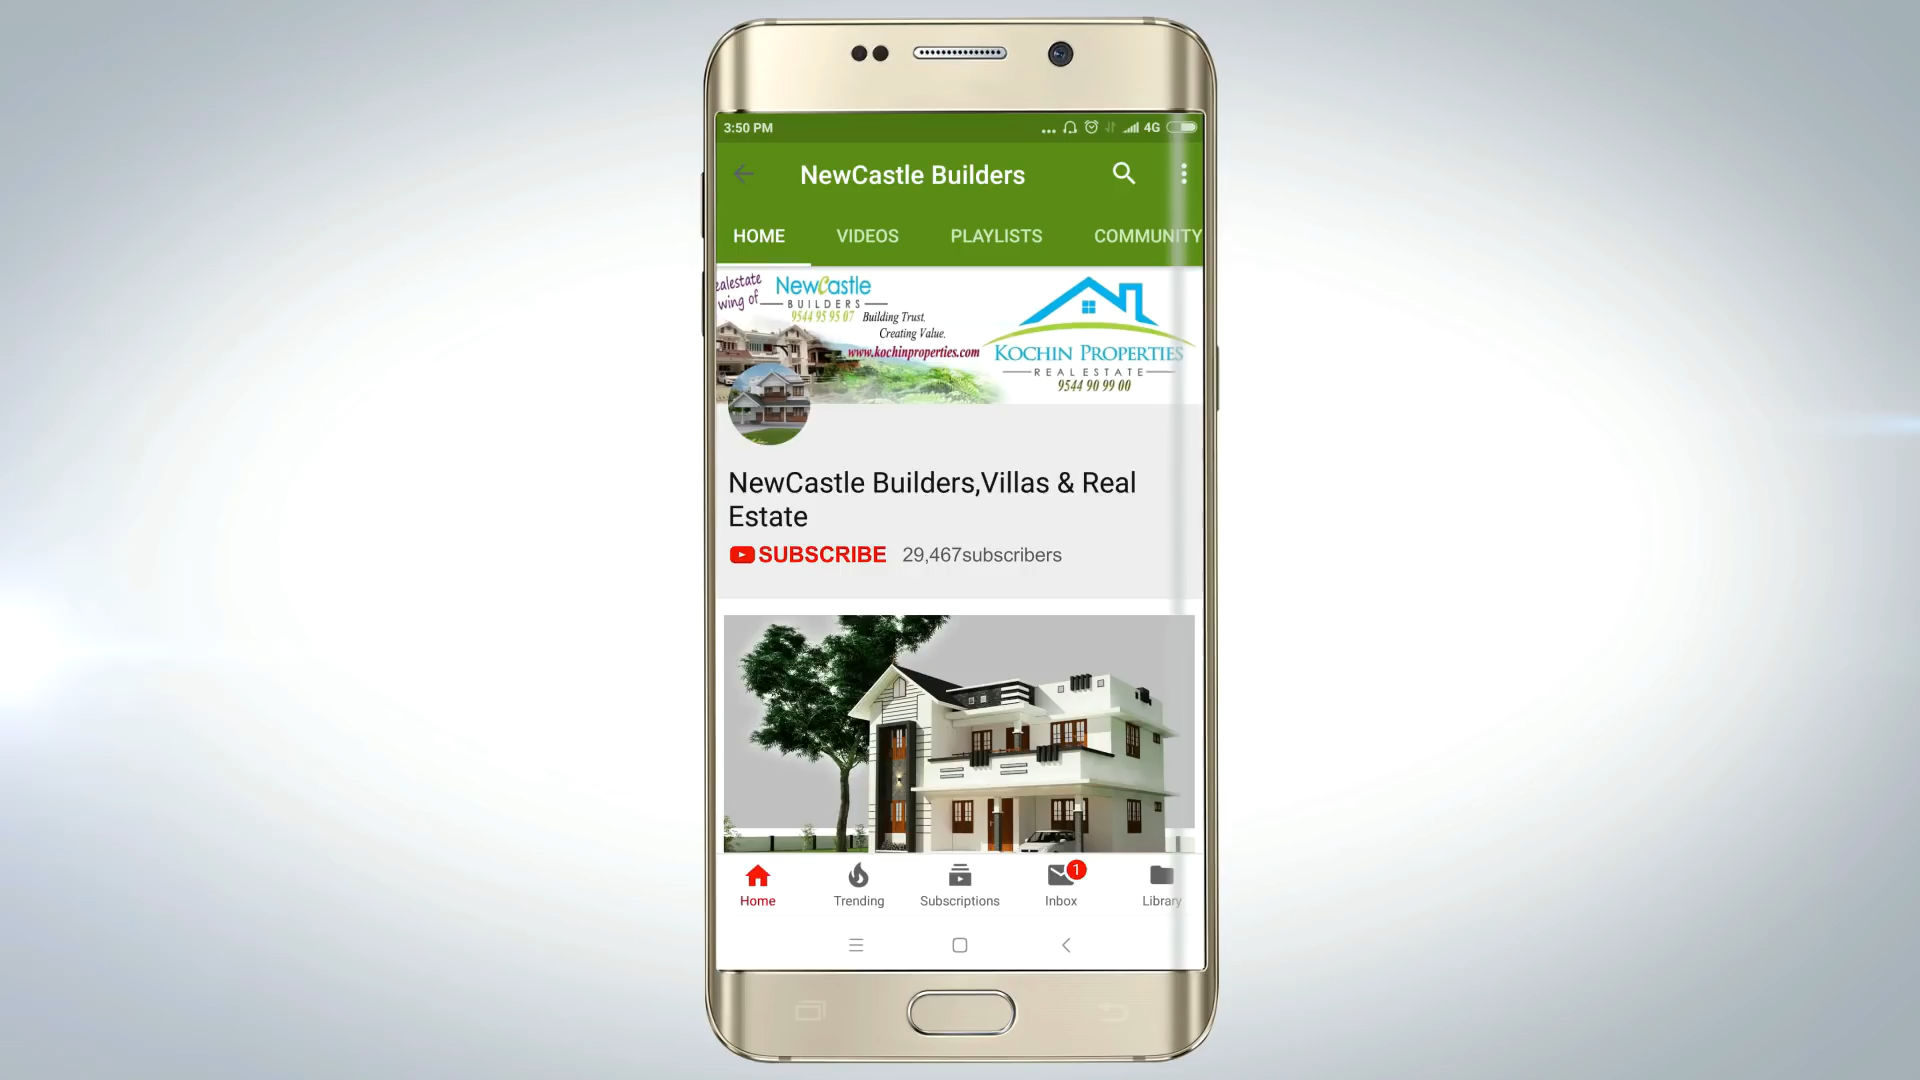 3:50 PM
4G
NewCastle Builders
HOME VIDEOS PLAYLISTS COMMUNITY
ealestate
wing of
NewCastle
BUILDERS
9544 95 95 07
Building Trust.
Creating Value.
www.kochinproperties.com
KOCHIN PROPERTIES
REALESTATE
9544 90 99 00
NewCastle Builders,Villas & Real
Estate
SUBSCRIBE 29,467subscribers
1
Home Trending Subscriptions Inbox Library